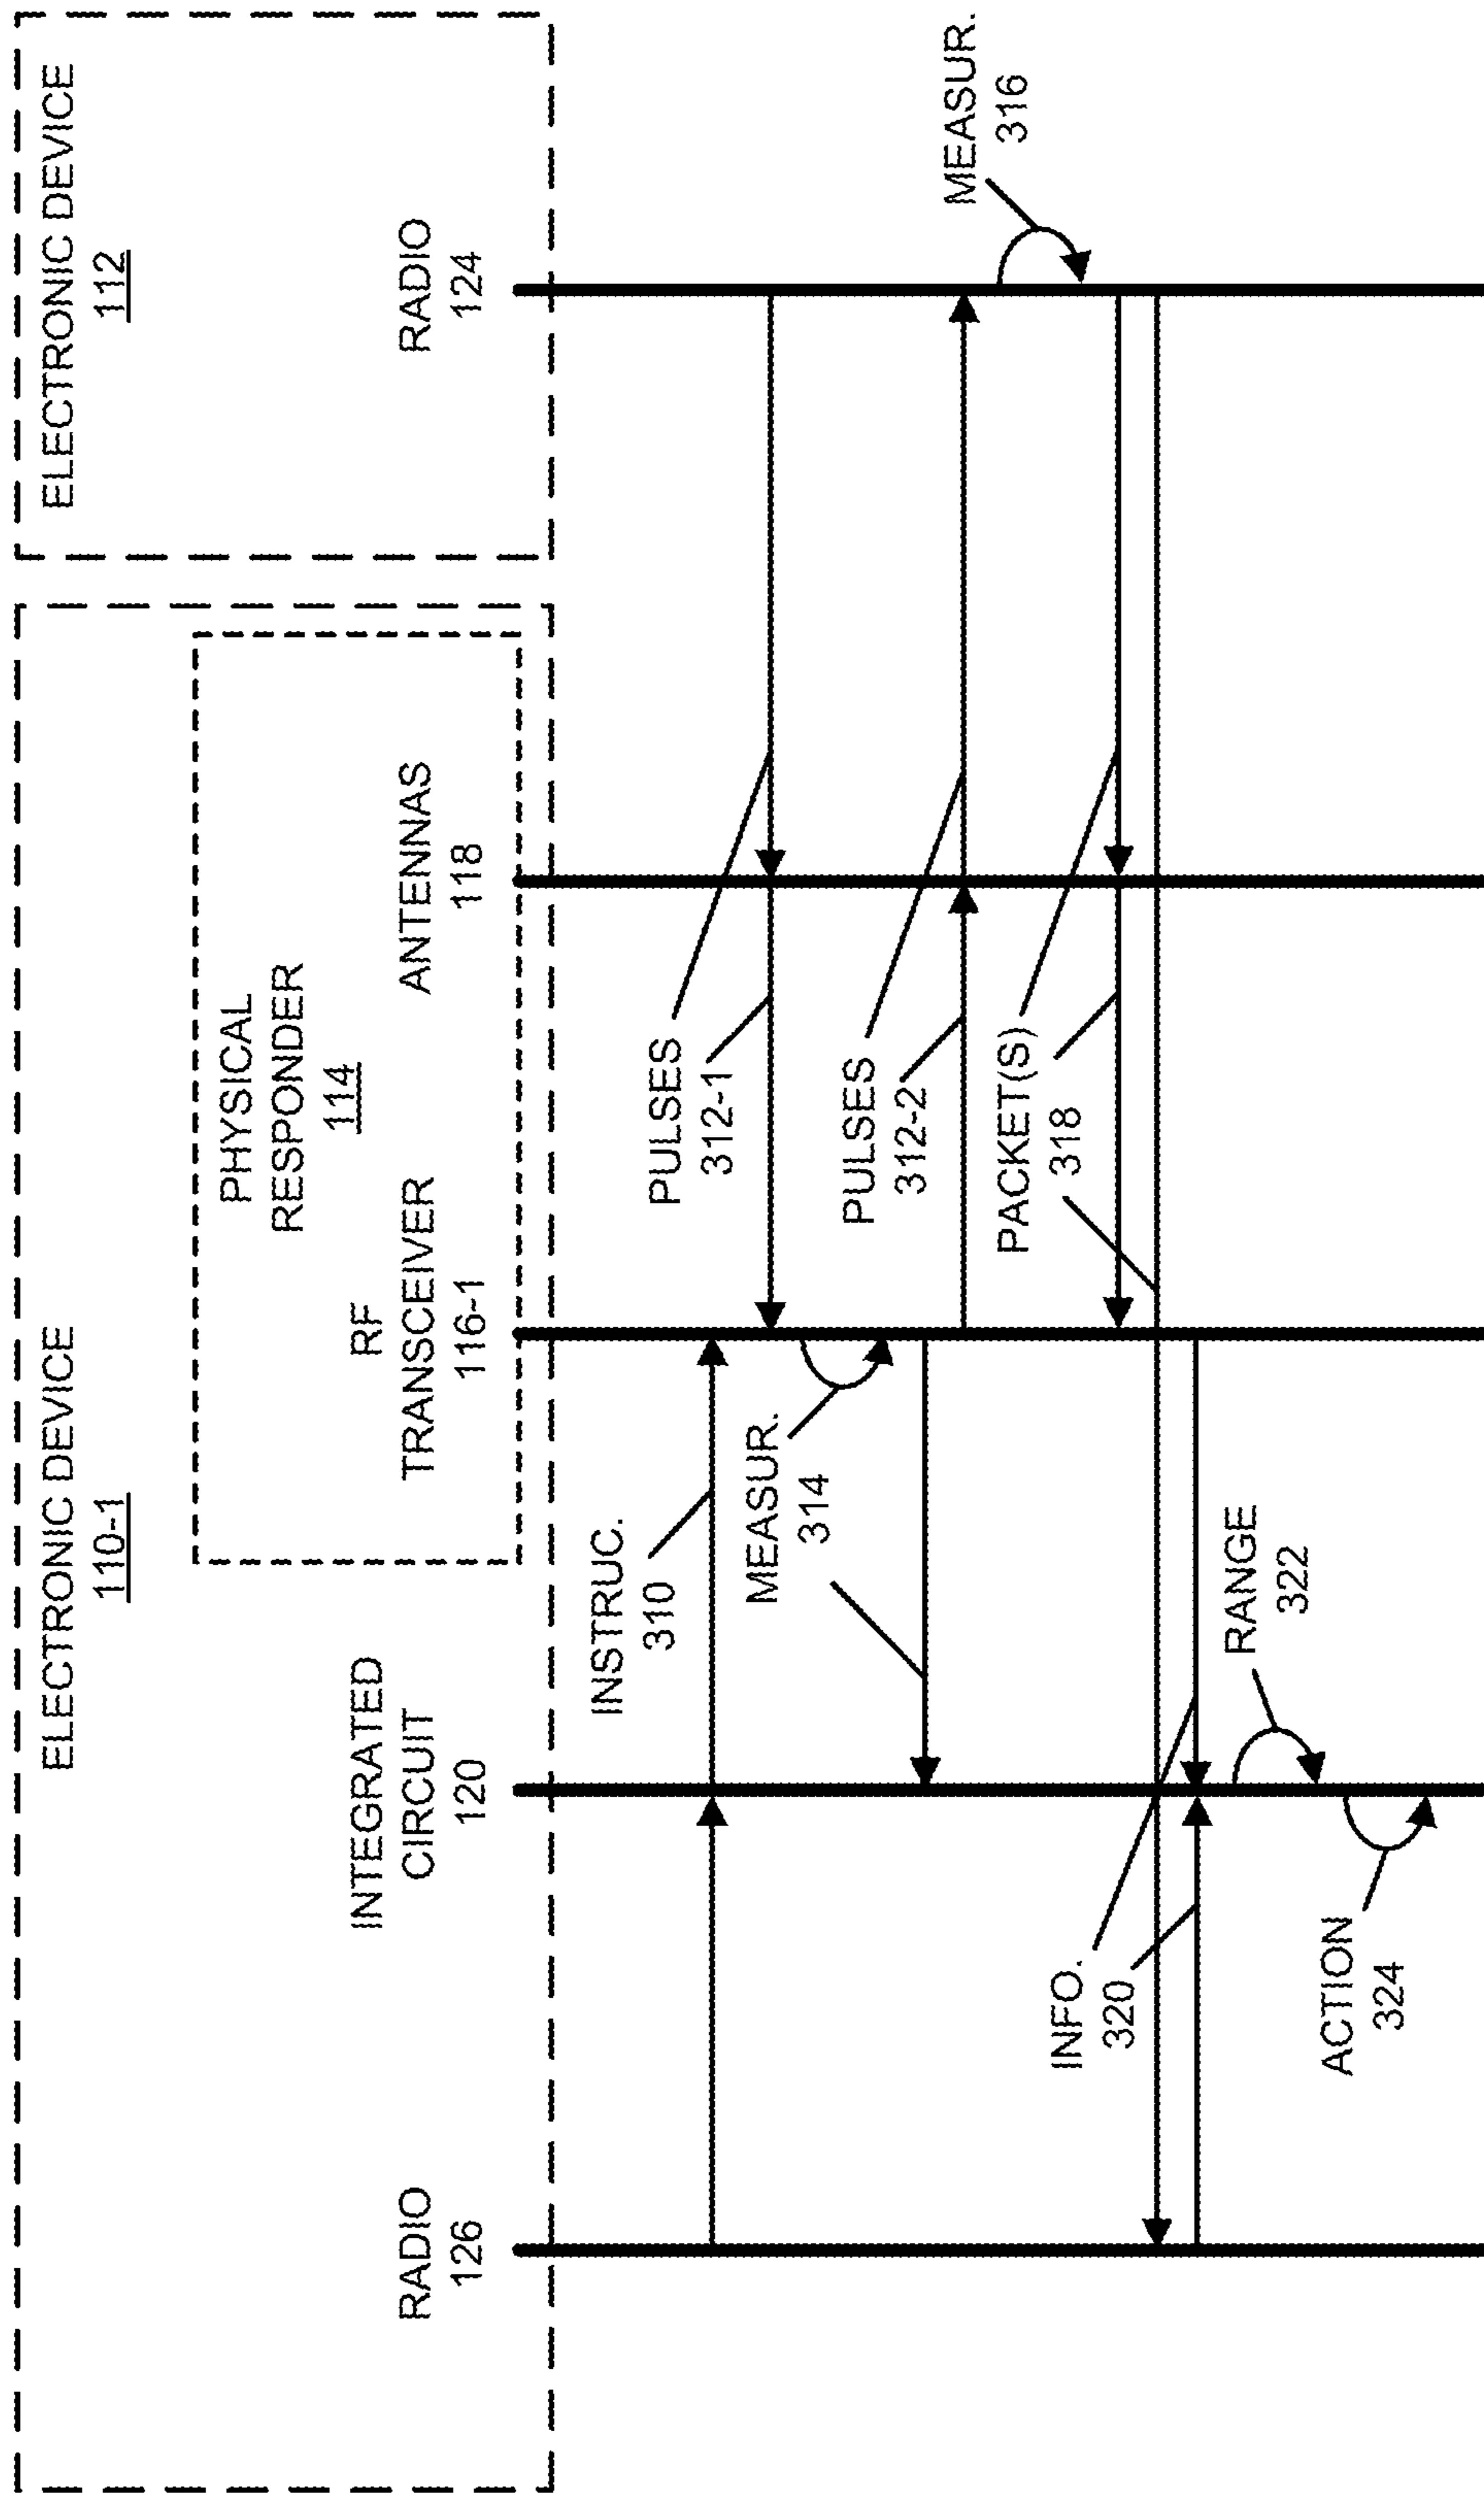 ELECTRONIC DEVICE
110-1
ELECTRONIC DEVICE
112
PHYSICAL
RESPONDER
114
RADIO
126
INTEGRATED
CIRCUIT
120
RF
TRANSCEIVER
116-1
ANTENNAS
118
RADIO
124
INSTRUC.
310
PULSES
312-1
MEASUR.
314
PULSES
312-2
MEASUR.
316
PACKET(S)
318
INFO.
320
RANGE
322
ACTION
324